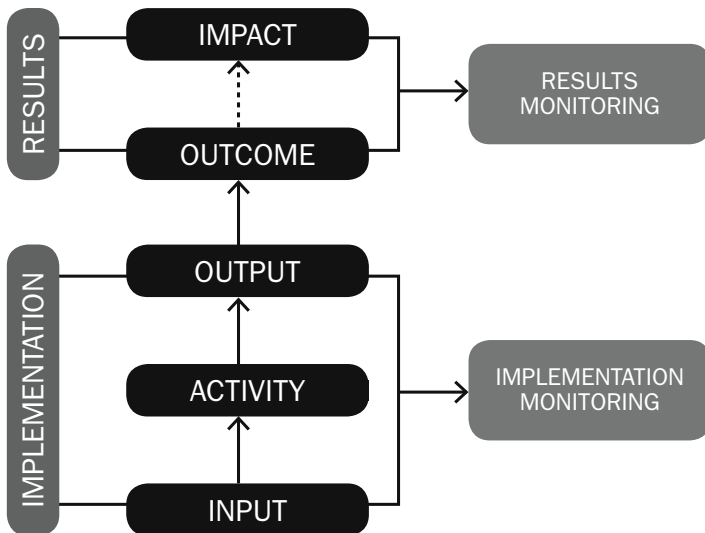 RESULTS
IMPACT
OUTCOME
RESULTS
MONITORING
IMPLEMENTATION
OUTPUT
ACTIVITY
INPUT
IMPLEMENTATION
MONITORING